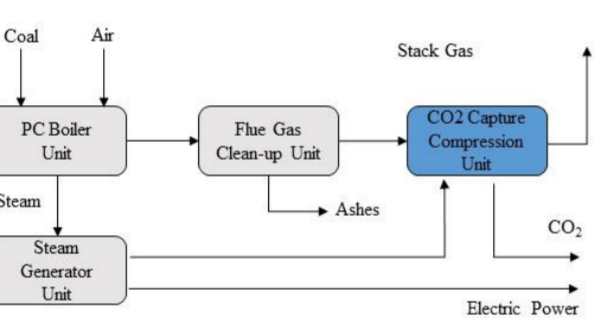 Coal
Air
Stack Gas
PC Boiler
Unit
Flue Gas
Clean-up Unit
CO2 Capture
Compression
Unit
Steam
Ashes
CO₂
Steam
Generator
Unit
Electric Power